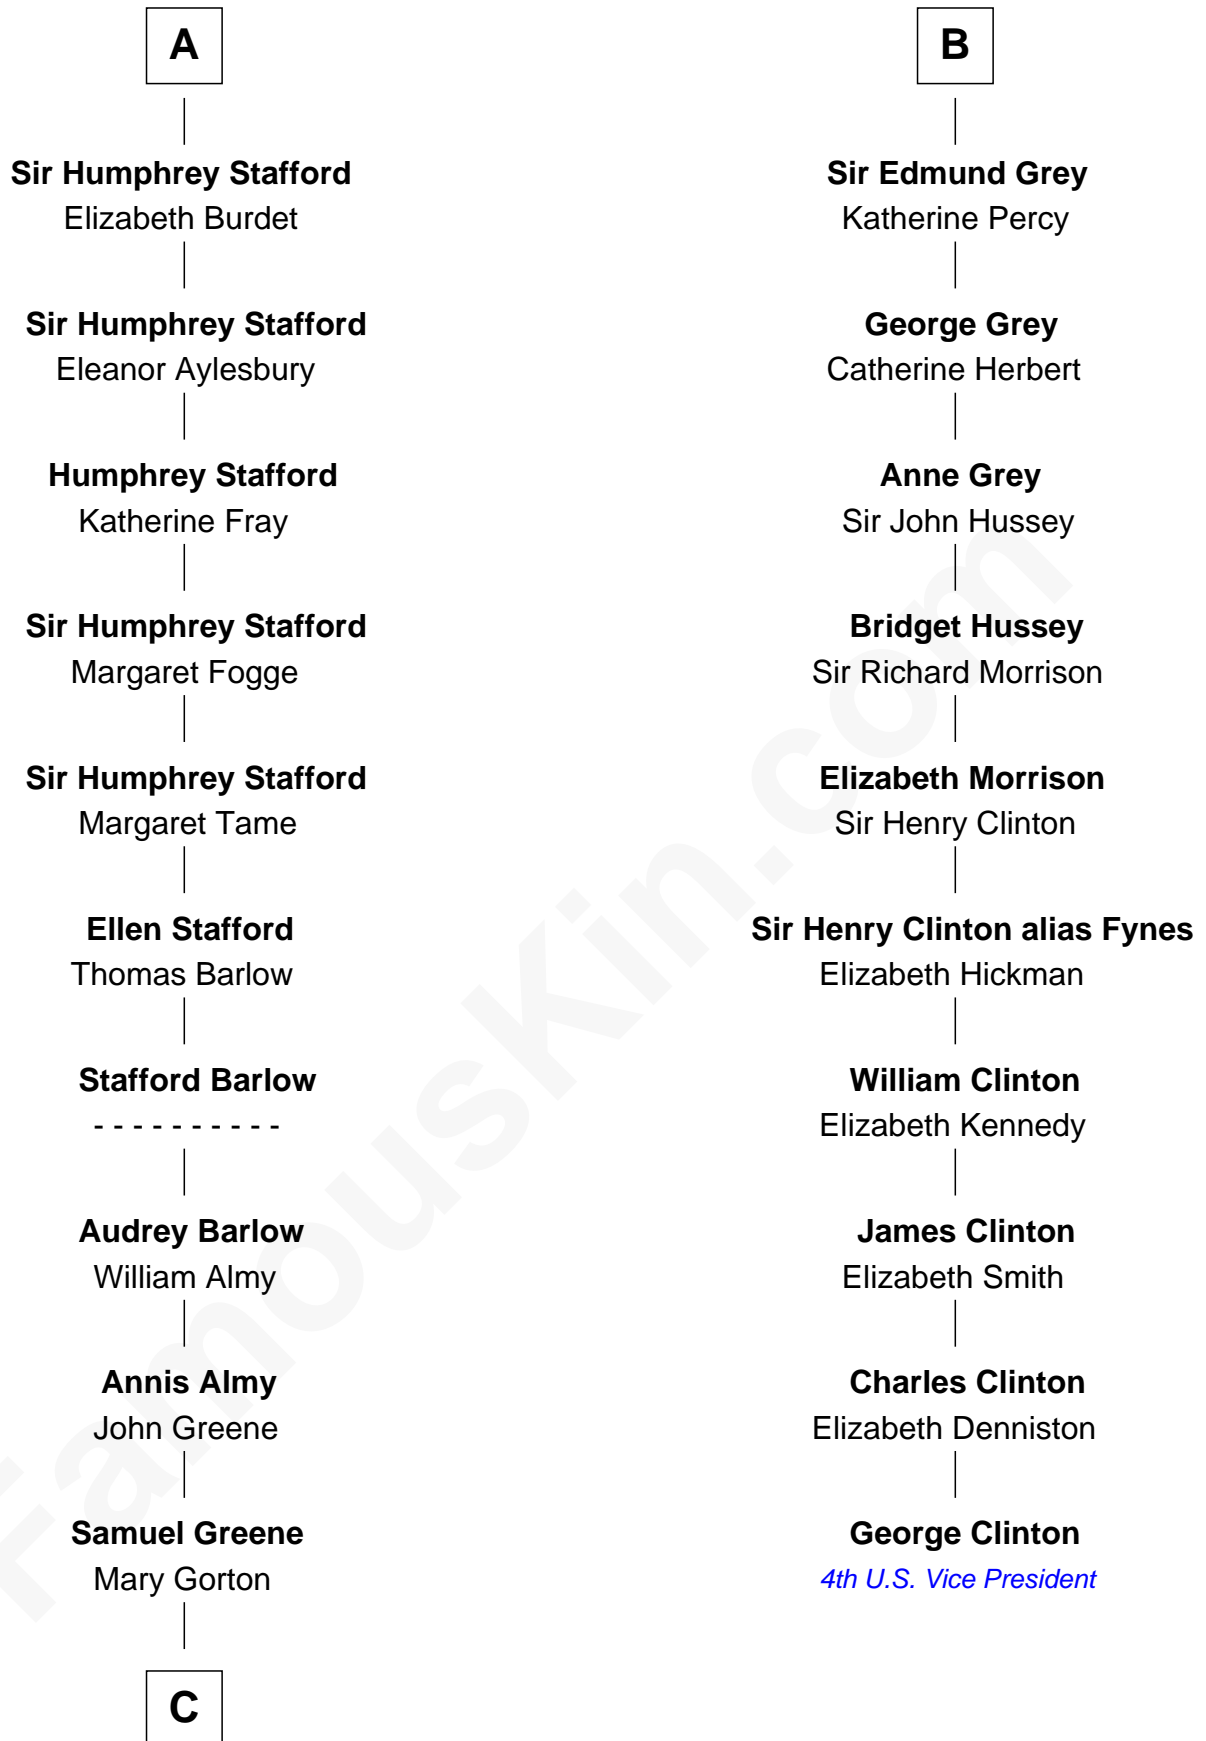 A
Sir Humphrey Stafford
Elizabeth Burdet
Sir Humphrey Stafford
Eleanor Aylesbury
Humphrey Stafford
Katherine Fray
Sir Humphrey Stafford
Margaret Fogge
Sir Humphrey Stafford
Margaret Tame
Ellen Stafford
Thomas Barlow
Stafford Barlow
- - - - - - - - - -
Audrey Barlow
William Almy
Annis Almy
John Greene
Samuel Greene
Mary Gorton
C
B
Sir Edmund Grey
Katherine Percy
George Grey
Catherine Herbert
Anne Grey
Sir John Hussey
Bridget Hussey
Sir Richard Morrison
Elizabeth Morrison
Sir Henry Clinton
Sir Henry Clinton alias Fynes
Elizabeth Hickman
William Clinton
Elizabeth Kennedy
James Clinton
Elizabeth Smith
Charles Clinton
Elizabeth Denniston
George Clinton
4th U.S. Vice President
FamousKin.com